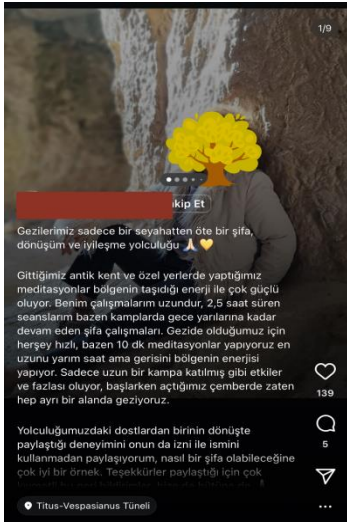 1/9
kip Et
Gezilerimiz sadece bir seyahatten öte bir şifa,
dönüşüm ve iyileşme yolculuğu 🙏💛
Gittiğimiz antik kent ve özel yerlerde yaptığımız
meditasyonlar bölgenin taşıdığı enerji ile çok güçlü
oluyor. Benim çalışmalarım uzundur, 2,5 saat süren
seanslarım bazen kamplarda gece yarılarına kadar
devam eden şifa çalışmaları. Gezide olduğumuz için
herşey hızlı, bazen 10 dk meditasyonlar yapıyoruz en
uzunu yarım saat ama gerisini bölgenin enerjisi
yapıyor. Sadece uzun bir kampa katılmış gibi etkiler
ve fazlası oluyor, başlarken açtığımız çemberde zaten
hep ayrı bir alanda geziyoruz.
Yolculuğumuzdaki dostlardan birinin dönüşte
paylaştığı deneyimini onun da izni ile ismini
kullanmadan paylaşıyorum, nasıl bir şifa olabileceğine
çok iyi bir örnek. Teşekkürler paylaştığı için çok
139
5
Titus-Vespasianus Tüneli